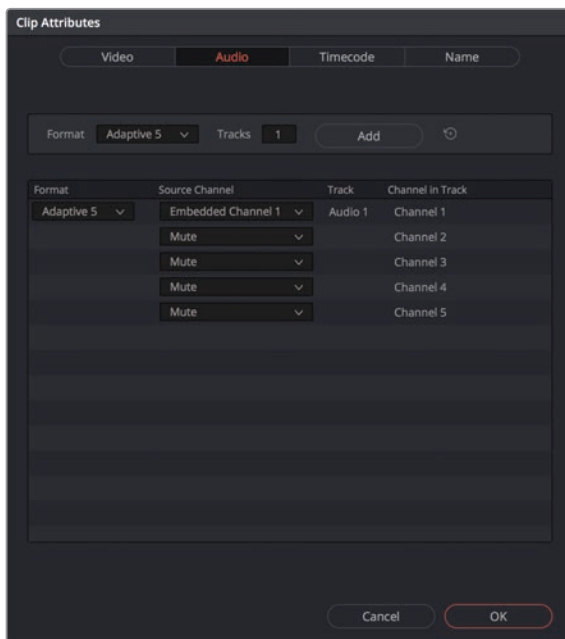 Clip Attributes
Video Audio Timecode Name
Format Adaptive 5 Tracks 1 Add
Format Source Channel Track Channel in Track
Adaptive 5 Embedded Channel 1 Audio 1 Channel 1
Mute Channel 2
Mute Channel 3
Mute Channel 4
Mute Channel 5
Cancel OK